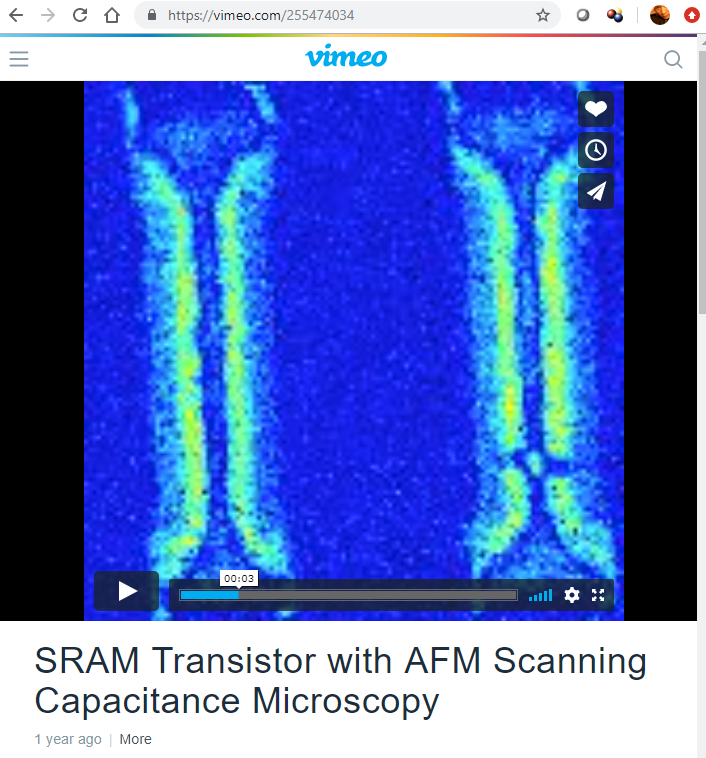 https://vimeo.com/255474034
vimeo
00:03
SRAM Transistor with AFM Scanning
Capacitance Microscopy
1 year ago | More